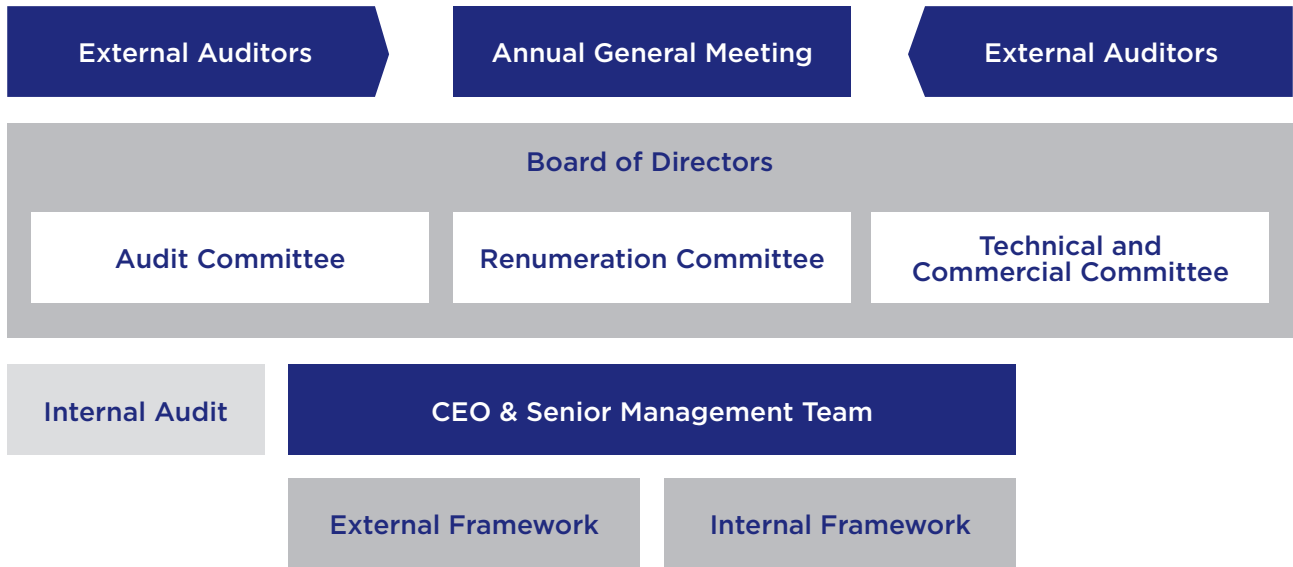 External Auditors
Annual General Meeting
External Auditors
Board of Directors
Audit Committee
Renumeration Committee
Technical and
Commercial Committee
Internal Audit
CEO & Senior Management Team
External Framework
Internal Framework